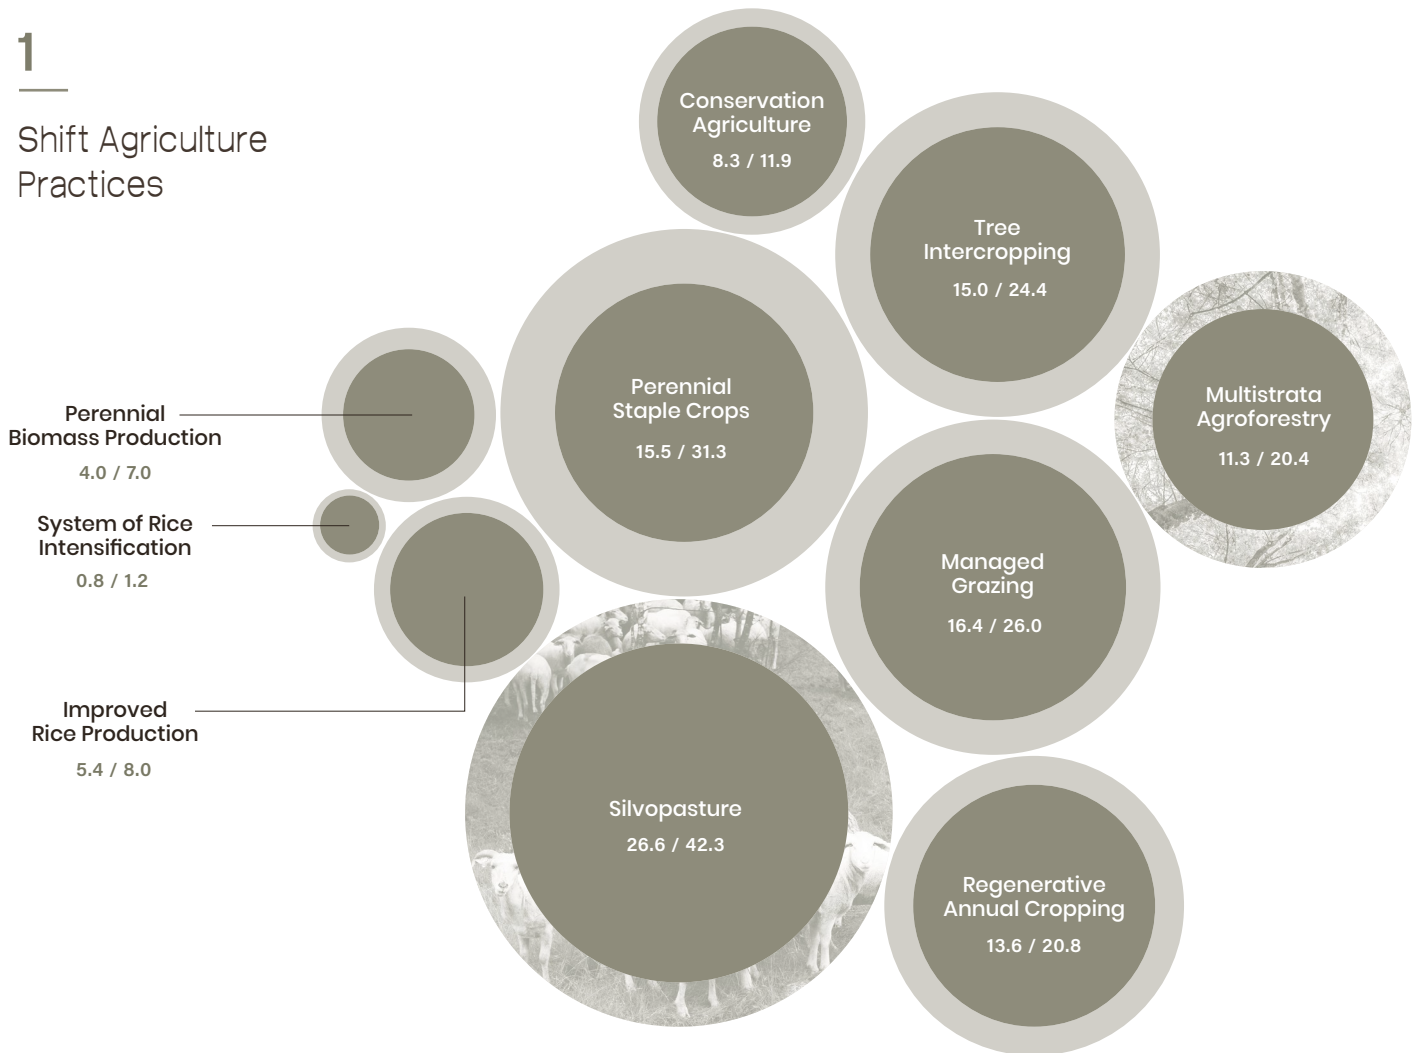 1
Shift Agriculture
Practices
Conservation
Agriculture
8.3 / 11.9
Tree
Intercropping
15.0 / 24.4
Perennial
Staple Crops
15.5 / 31.3
Multistrata
Agroforestry
11.3 / 20.4
Perennial
Biomass Production
4.0 / 7.0
System of Rice
Intensification
0.8 / 1.2
Managed
Grazing
16.4 / 26.0
Improved
Rice Production
5.4 / 8.0
Silvopasture
26.6 / 42.3
Regenerative
Annual Cropping
13.6 / 20.8